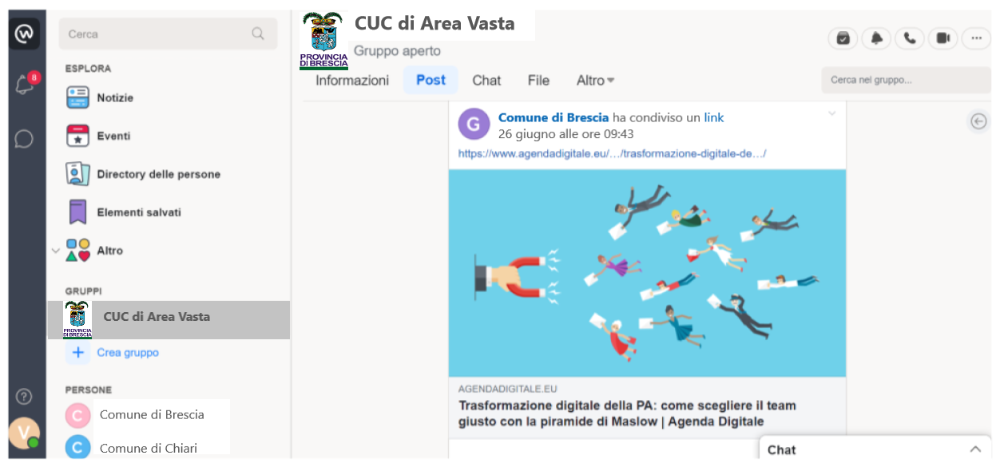 CUC di Area Vasta
Gruppo aperto
PROVINCIA
DI BRESCIA
Cerca
8
ESPLORA
Notizie
Eventi
Directory delle persone
Elementi salvati
Altro
GRUPPI
PROVINCIA
DI BRESCIA
CUC di Area Vasta
+ Crea gruppo
PERSONE
C Comune di Brescia
C Comune di Chiari
?
V
Informazioni Post Chat File Altro
Cerca nel gruppo...
G
Comune di Brescia ha condiviso un link
26 giugno alle ore 09:43
https://www.agendadigitale.eu/…/trasformazione-digitale-de…/
AGENDADIGITALE.EU
Trasformazione digitale della PA: come scegliere il team
giusto con la piramide di Maslow | Agenda Digitale
Chat